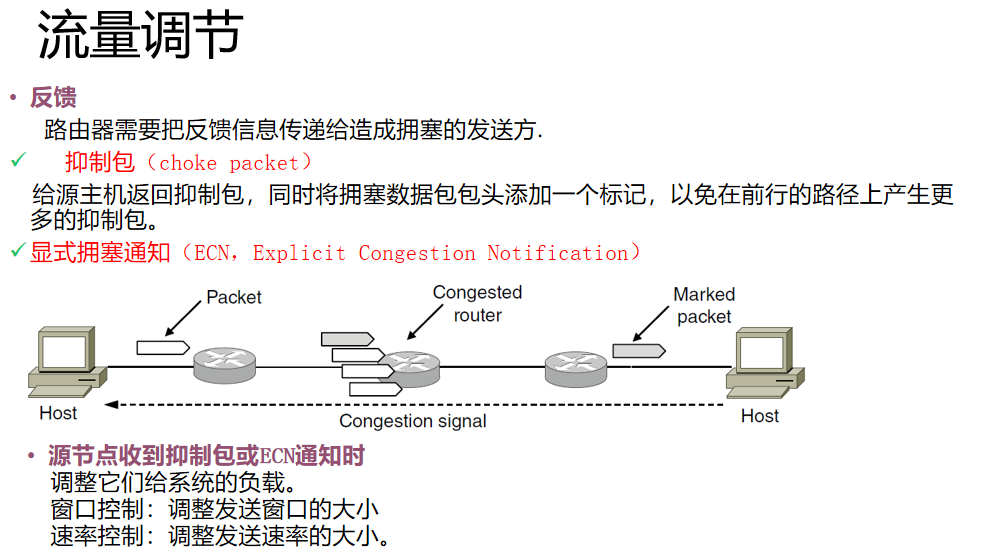 流量调节
• 反馈
路由器需要把反馈信息传递给造成拥塞的发送方.
✓ 抑制包（choke packet）
给源主机返回抑制包，同时将拥塞数据包包头添加一个标记，以免在前行的路径上产生更
多的抑制包。
✓ 显式拥塞通知（ECN，Explicit Congestion Notification）
Packet
Congested
router
Marked
packet
Host
Congestion signal
Host
• 源节点收到抑制包或ECN通知时
调整它们给系统的负载。
窗口控制：调整发送窗口的大小
速率控制：调整发送速率的大小。